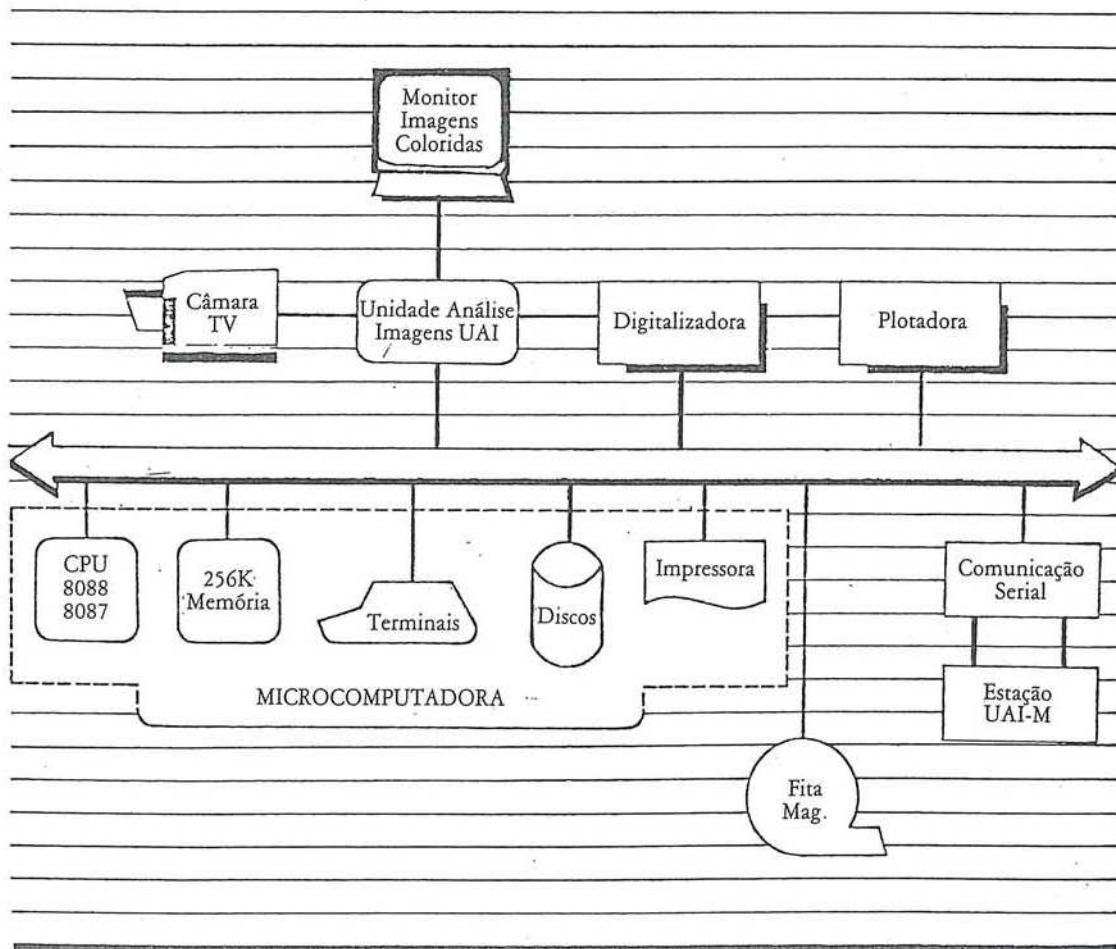 Monitor
Imagens
Coloridas
Câmara
TV
Unidade Análise
Imagens UAI
Digitalizadora
Plotadora
CPU
8088
8087
256K
Memória
Terminais
Discos
Impressora
Comunicação
Serial
MICROCOMPUTADORA
Estação
UAI-M
Fita
Mag.